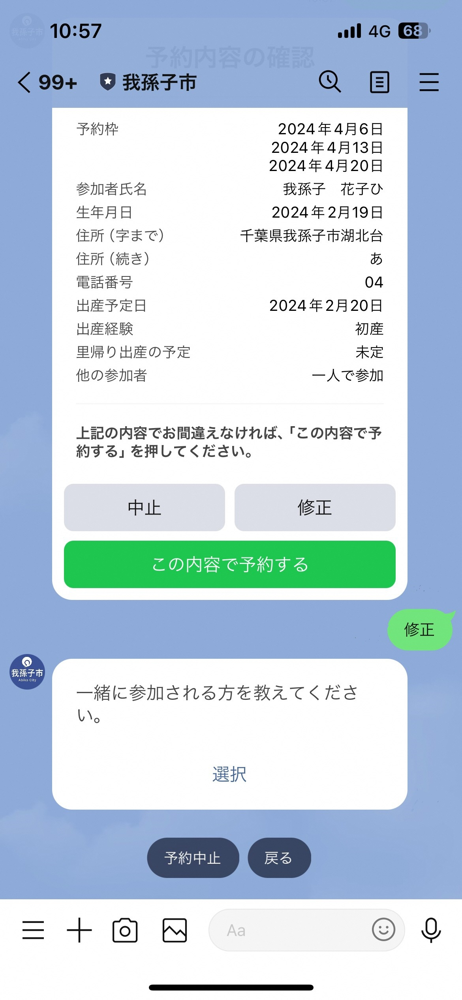 我孫子市
Abiko City
10:57
4G
68
予約内容の確認
99+
我孫子市
予約枠 2024年4月6日
2024年4月13日
2024年4月20日
参加者氏名 我孫子　花子ひ
生年月日 2024年2月19日
住所（字まで） 千葉県我孫子市湖北台
住所（続き） あ
電話番号 04
出産予定日 2024年2月20日
出産経験 初産
里帰り出産の予定 未定
他の参加者 一人で参加
上記の内容でお間違えなければ、「この内容で予
約する」を押してください。
中止 修正
この内容で予約する
修正
我孫子市
Abiko City
一緒に参加される方を教えてくださ
い。
選択
予約中止 戻る
Aa